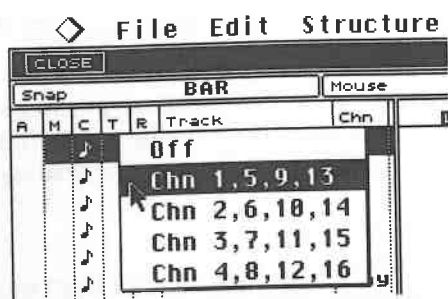 File Edit Structure
CLOSE
Snap BAR Mouse
A M C T R Track Chn
Off
Chn 1,5,9,13
Chn 2,6,10,14
Chn 3,7,11,15
Chn 4,8,12,16